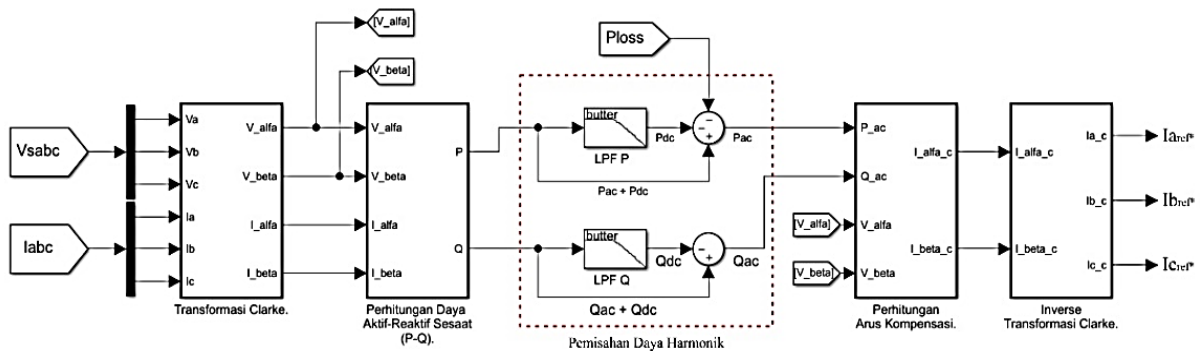 [V_alfa]
[V_beta]
Ploss
Vsabc
Iabc
Va
Vb
Vc
Ia
Ib
Ic
V_alfa
V_beta
I_alfa
I_beta
Transformasi Clarke.
V_alfa
V_beta
I_alfa
I_beta
P
Q
Perhitungan Daya
Aktif-Reaktif Sesaat
(P-Q).
butter
LPF P
Pdc
Pac
Pac + Pdc
butter
LPF Q
Qdc
Qac
Qac + Qdc
Pemisahan Daya Harmonik
P_ac
Q_ac
[V_alfa]
[V_beta]
V_alfa
V_beta
I_alfa_c
I_beta_c
Perhitungan
Arus Kompensasi.
I_alfa_c
I_beta_c
Ia_c
Ib_c
Ic_c
Inverse
Transformasi Clarke.
Iaref*
Ibref*
Icref*